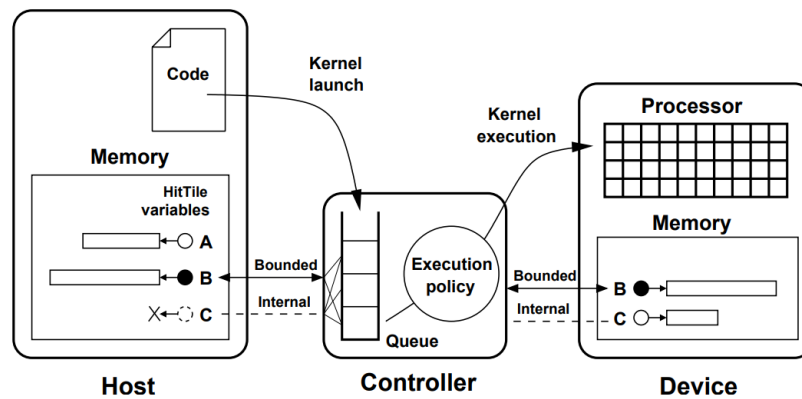 Code
Kernel
launch
Kernel
execution
Processor
Memory
HitTile
variables
A
B
C
Bounded
Internal
Execution
policy
Queue
Bounded
Internal
Memory
B
C
Host
Controller
Device